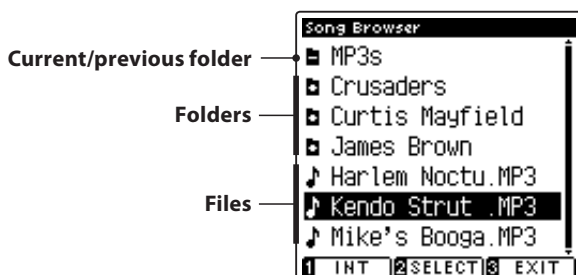 Song Browser
Current/previous folder
MP3s
Folders
Crusaders
Curtis Mayfield
James Brown
Files
Harlem Noctu.MP3
Kendo Strut .MP3
Mike's Booga.MP3
1 INT 2 SELECT 3 EXIT